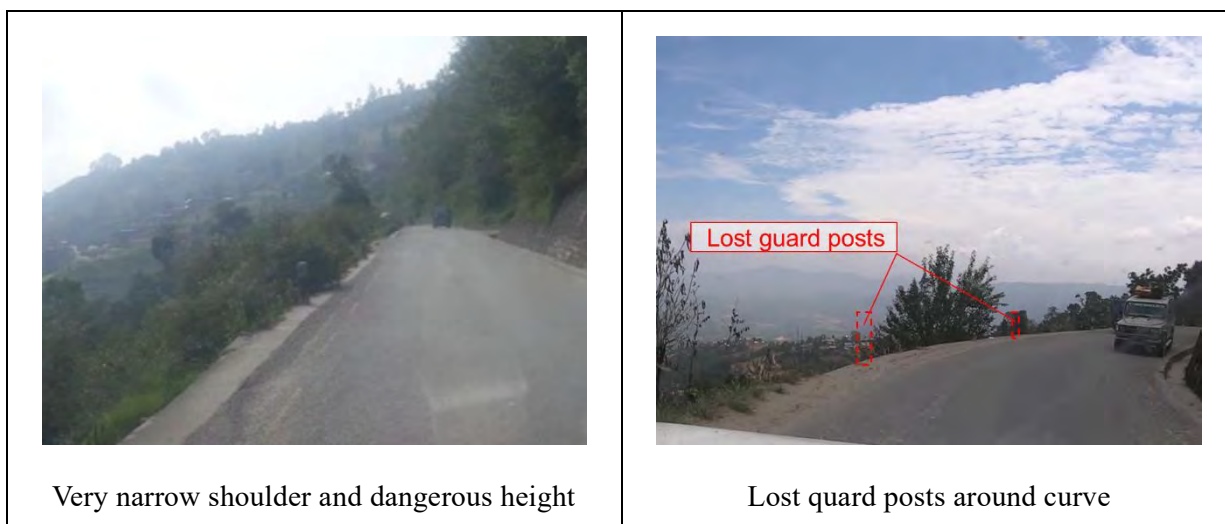 Lost guard posts
Very narrow shoulder and dangerous height
Lost quard posts around curve